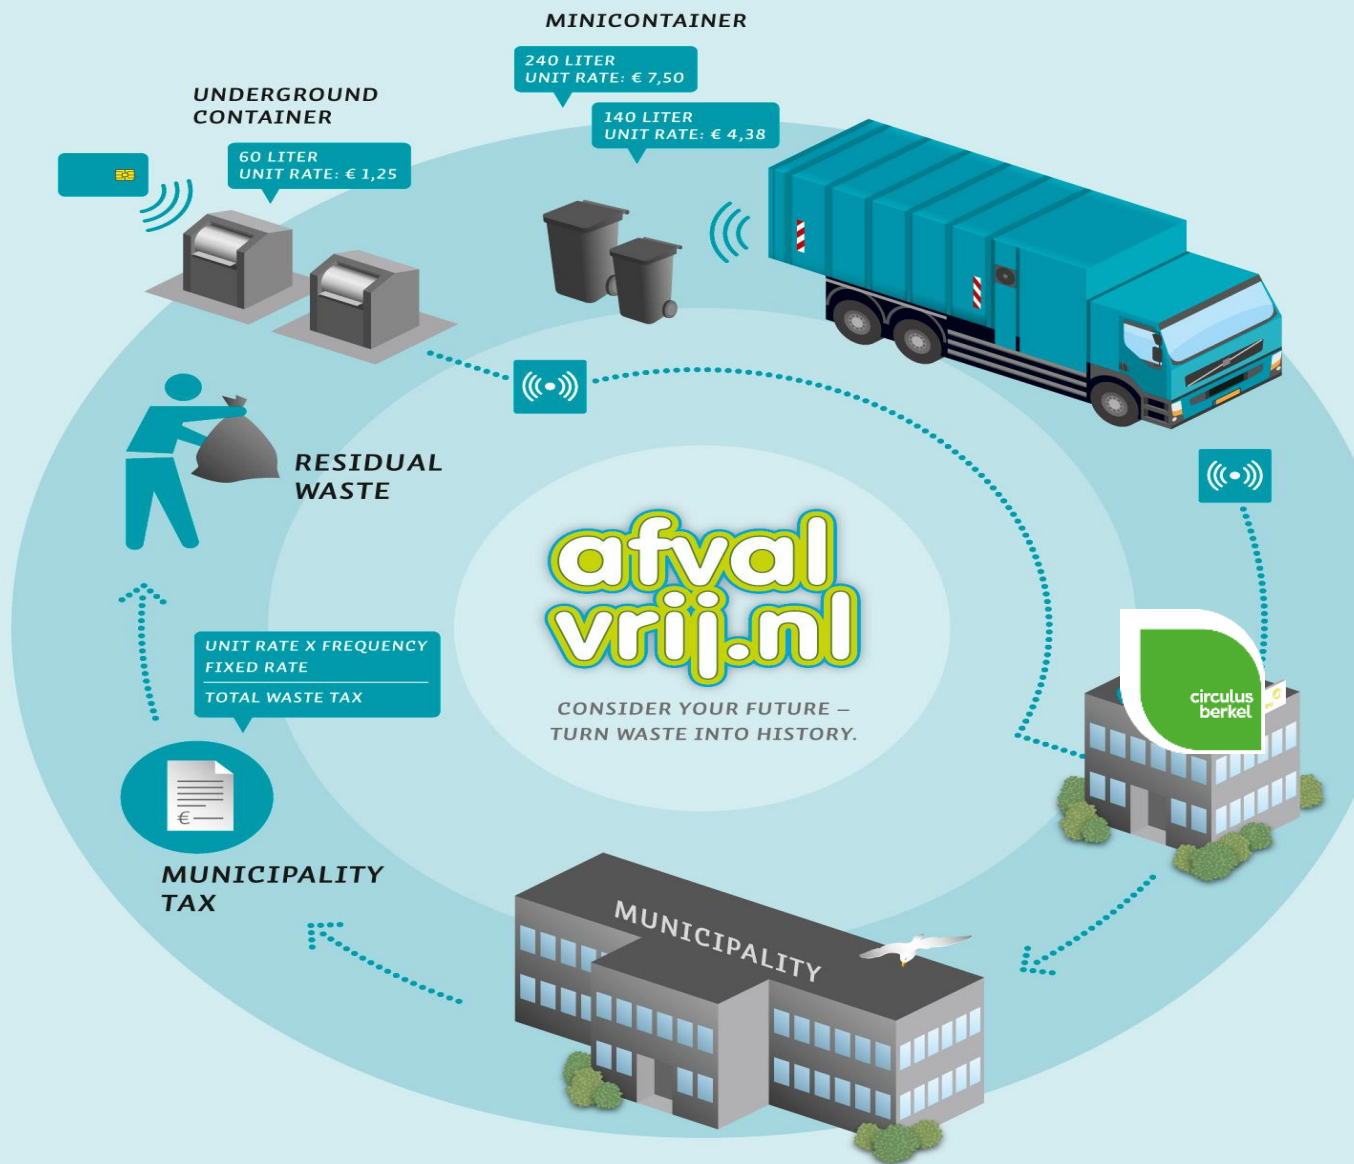 MINICONTAINER
240 LITER
UNIT RATE: € 7,50
140 LITER
UNIT RATE: € 4,38
UNDERGROUND
CONTAINER
60 LITER
UNIT RATE: € 1,25
RESIDUAL
WASTE
afval
vrij.nl
CONSIDER YOUR FUTURE –
TURN WASTE INTO HISTORY.
circulus
berkel
UNIT RATE X FREQUENCY
FIXED RATE
TOTAL WASTE TAX
€
MUNICIPALITY
TAX
MUNICIPALITY